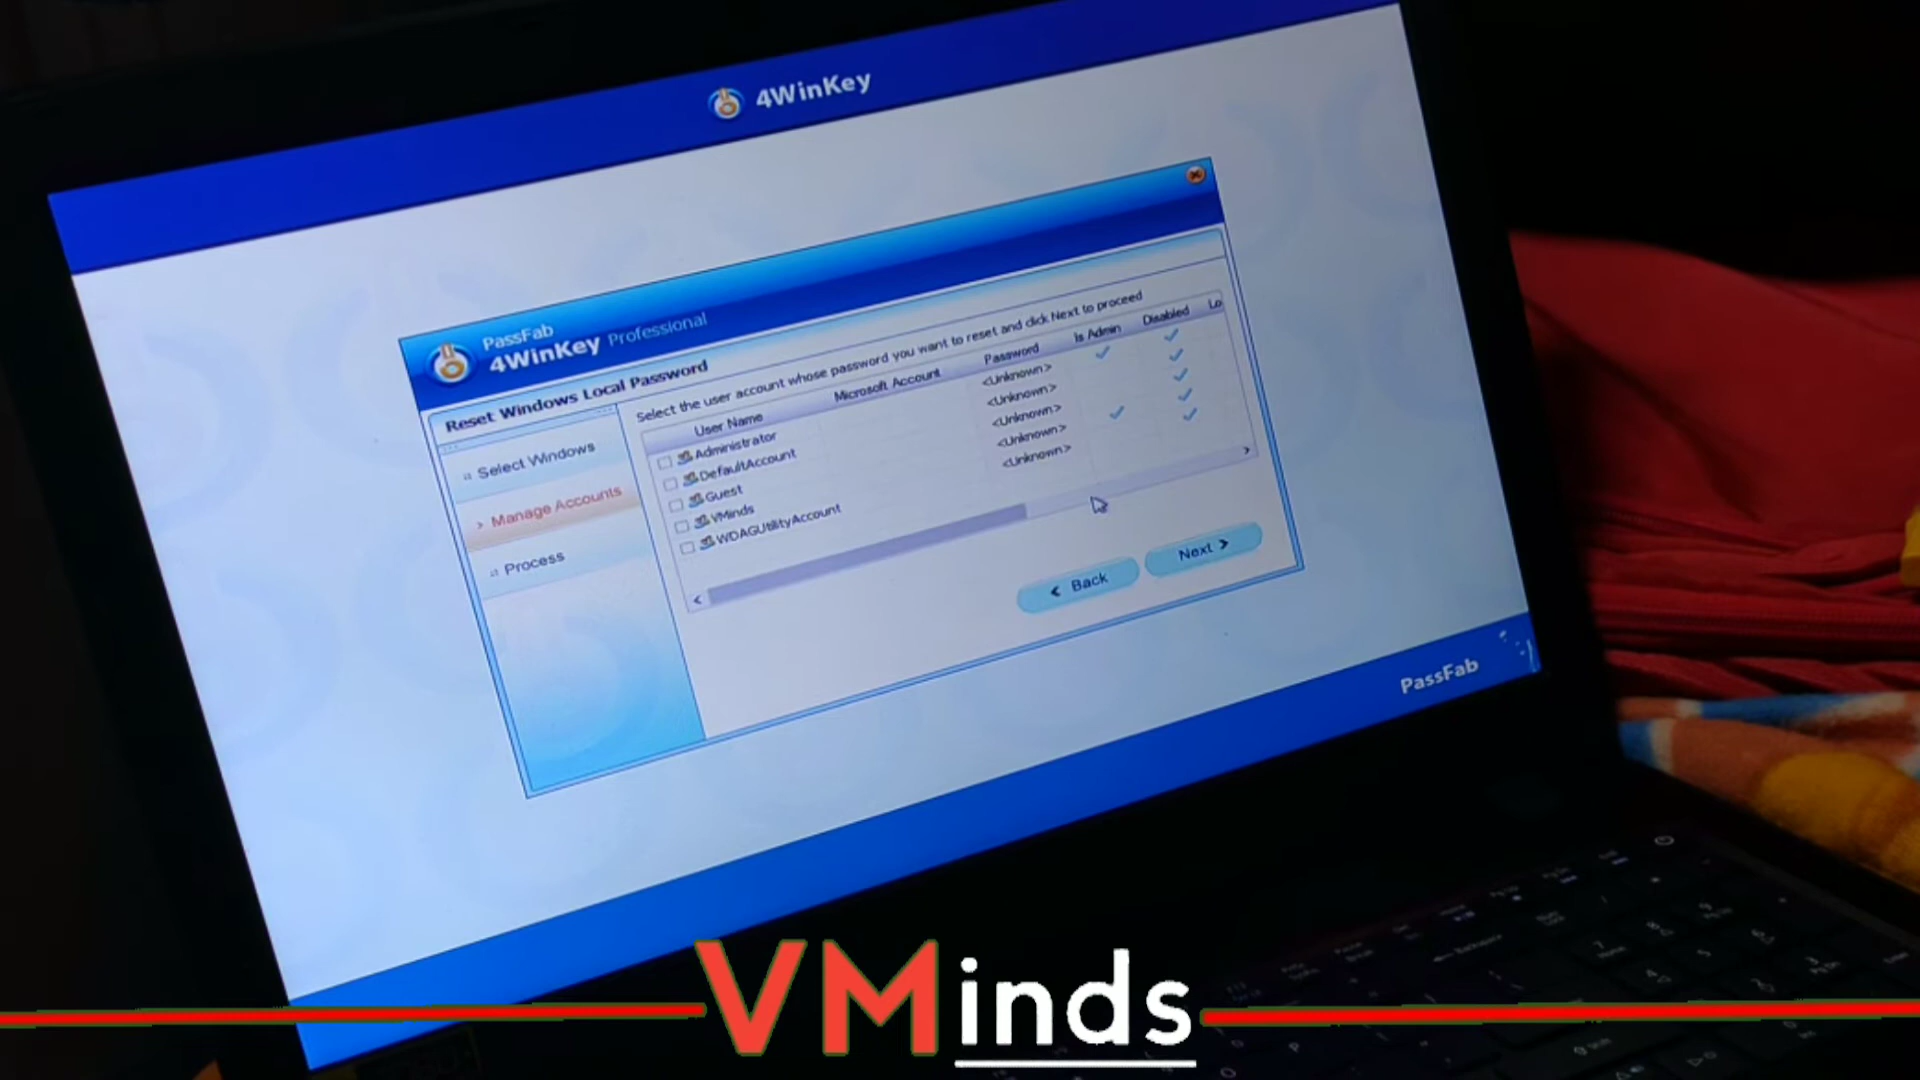 4WinKey
PassFab
4WinKey Professional
Reset Windows Local Password
Select Windows
Manage Accounts
Process
Select the user account whose password you want to reset and click Next to proceed
User Name Microsoft Account Password Is Admin Disabled Lo
Administrator <Unknown>
DefaultAccount <Unknown>
Guest <Unknown>
VMinds <Unknown>
WDAGUtilityAccount <Unknown>
Back
Next
PassFab
VMinds